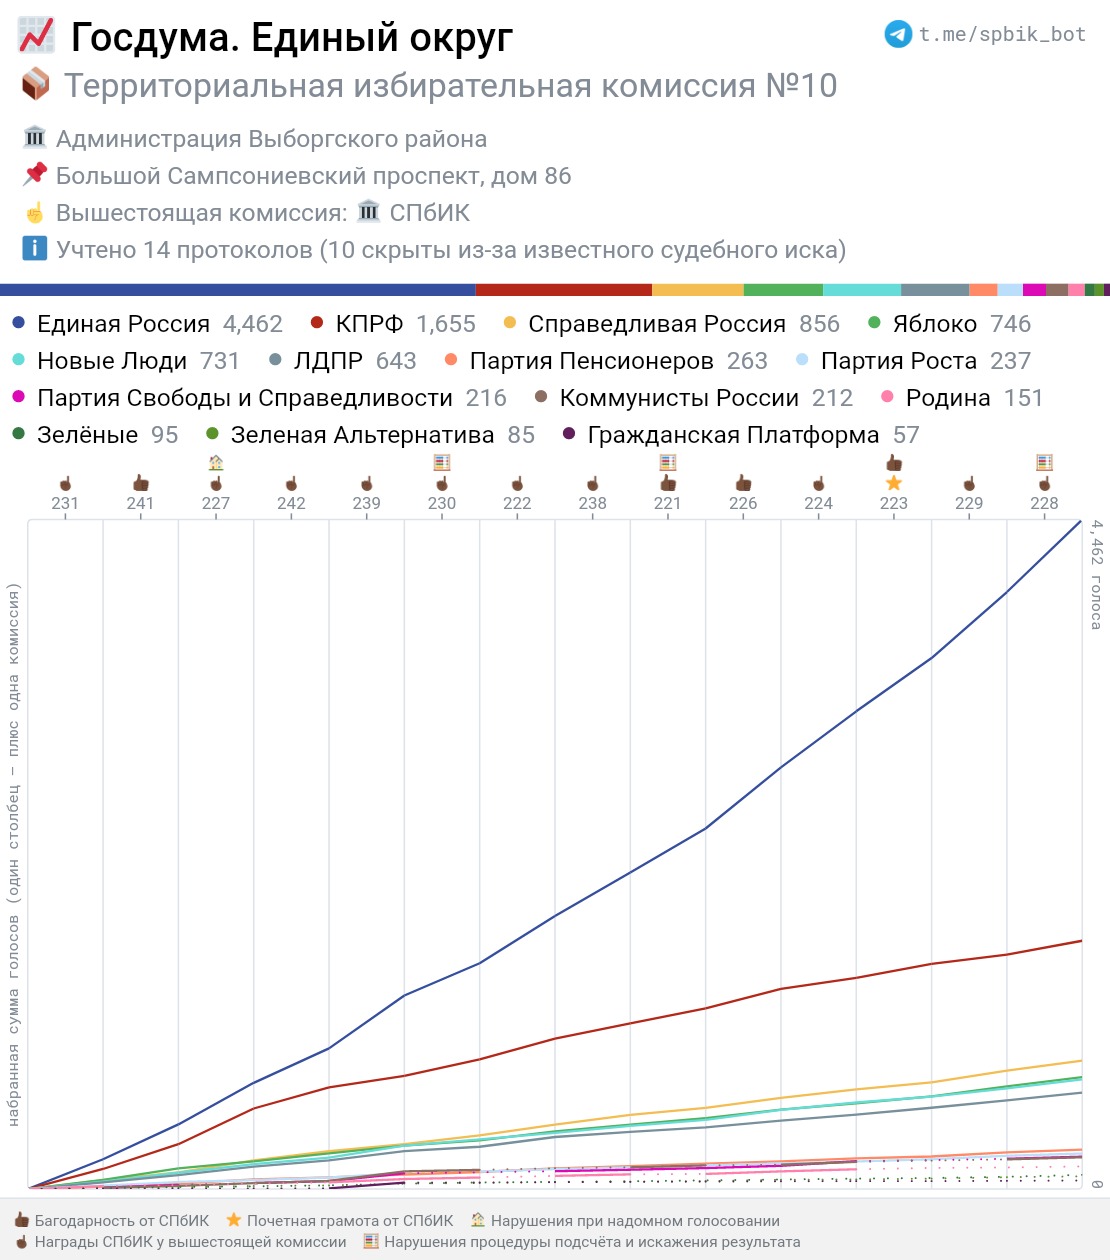 Госдума. Единый округ
t.me/spbik_bot
Территориальная избирательная комиссия №10
Администрация Выборгского района
Большой Сампсониевский проспект, дом 86
Вышестоящая комиссия: СПбИК
Учтено 14 протоколов (10 скрыты из-за известного судебного иска)
Единая Россия 4,462 КПРФ 1,655 Справедливая Россия 856 Яблоко 746
Новые Люди 731 ЛДПР 643 Партия Пенсионеров 263 Партия Роста 237
Партия Свободы и Справедливости 216 Коммунисты России 212 Родина 151
Зелёные 95 Зеленая Альтернатива 85 Гражданская Платформа 57
231 241 227 242 239 230 222 238 221 226 224 223 229 228
набранная сумма голосов (один столбец – плюс одна комиссия)
4,462 голоса
0
Багодарность от СПбИК Почетная грамота от СПбИК Нарушения при надомном голосовании
Награды СПбИК у вышестоящей комиссии Нарушения процедуры подсчёта и искажения результата